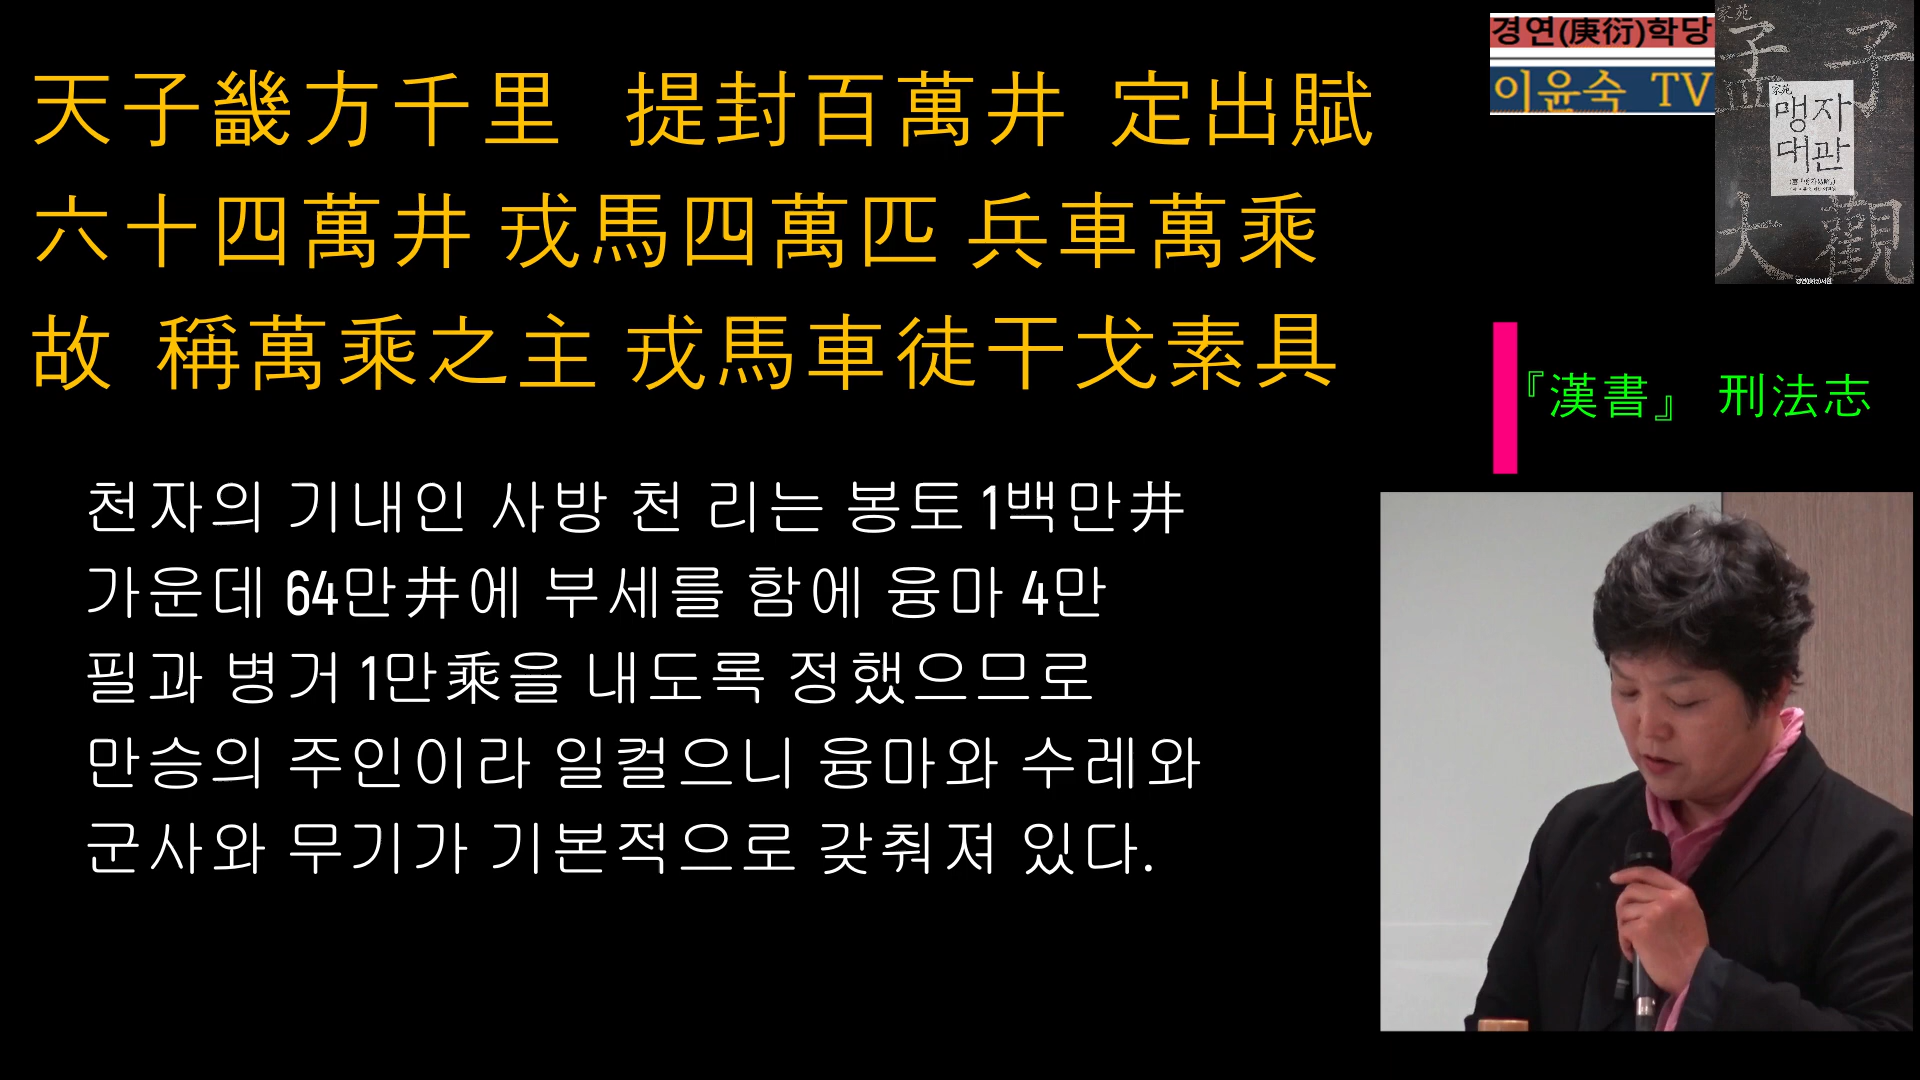 天子畿方千里 提封百萬井 定出賦
六十四萬井 戎馬四萬匹 兵車萬乘
故 稱萬乘之主 戎馬車徒干戈素具
천자의 기내인 사방 천 리는 봉토 1백만井
가운데 64만井에 부세를 함에 융마 4만
필과 병거 1만乘을 내도록 정했으므로
만승의 주인이라 일컬으니 융마와 수레와
군사와 무기가 기본적으로 갖춰져 있다.
경연(庚衍)학당
이윤숙 TV
家苑
孟子
家苑
맹자
대관
大觀
『漢書』 刑法志